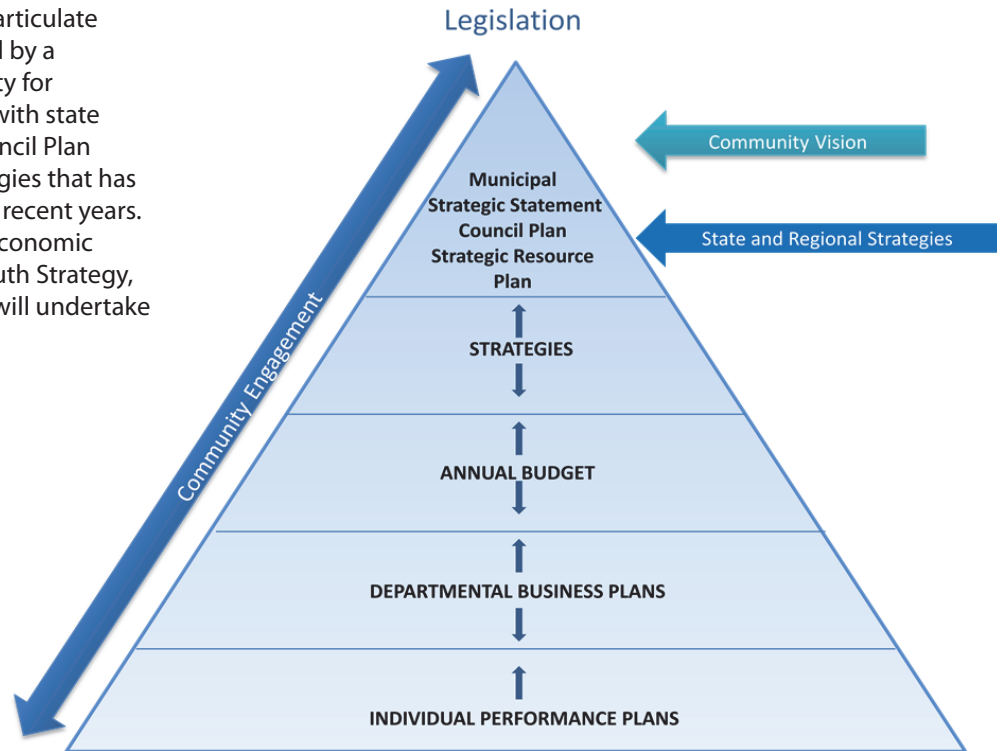 articulate
d by a
ty for
with state
ncil Plan
gies that has
recent years.
conomic
uth Strategy,
will undertake
Legislation
Community Vision
Municipal
Strategic Statement
Council Plan
Strategic Resource
Plan
State and Regional Strategies
Community Engagement
STRATEGIES
ANNUAL BUDGET
DEPARTMENTAL BUSINESS PLANS
INDIVIDUAL PERFORMANCE PLANS